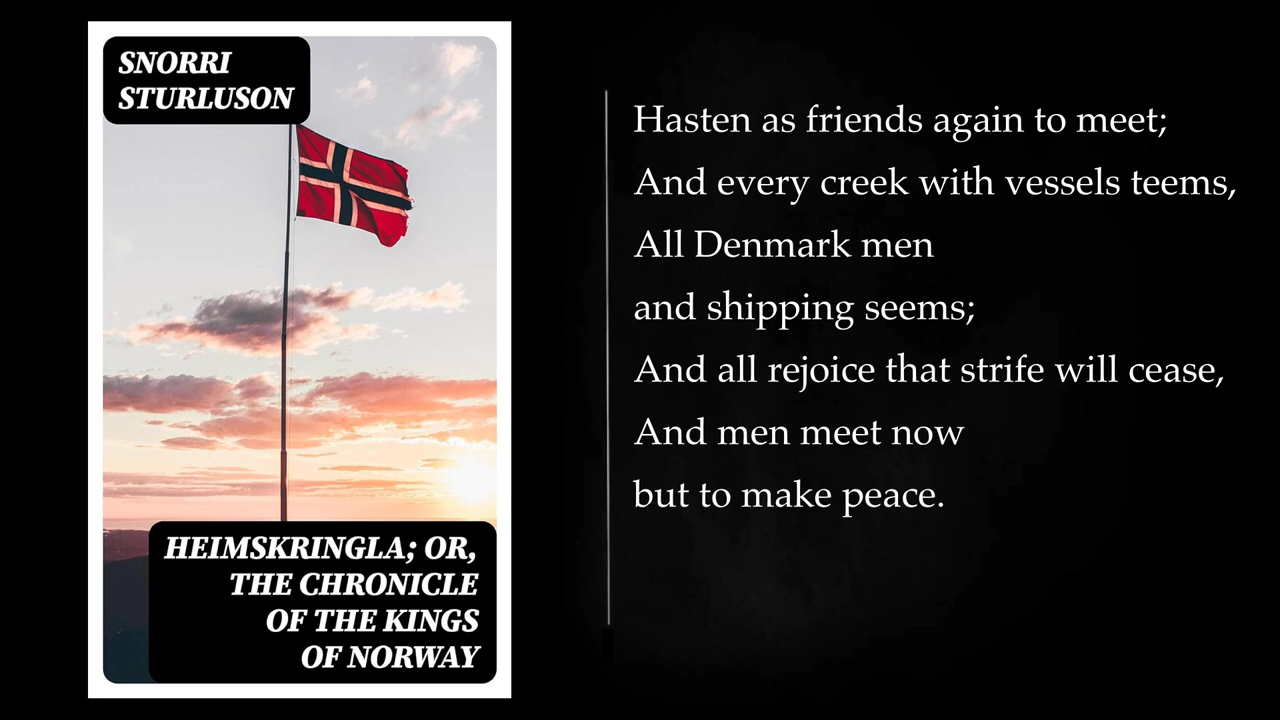 SNORRI
STURLUSON
HEIMSKRINGLA; OR,
THE CHRONICLE
OF THE KINGS
OF NORWAY
Hasten as friends again to meet;
And every creek with vessels teems,
All Denmark men
and shipping seems;
And all rejoice that strife will cease,
And men meet now
but to make peace.